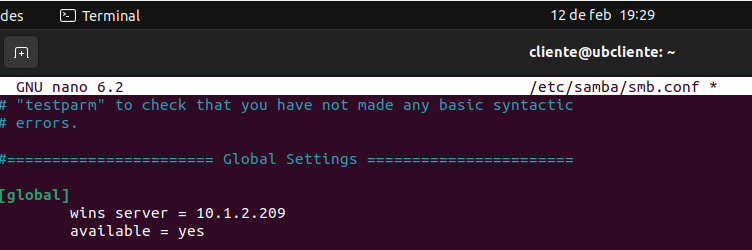 des Terminal 12 de feb 19:29
cliente@ubcliente: ~
GNU nano 6.2 /etc/samba/smb.conf *
# "testparm" to check that you have not made any basic syntactic
# errors.
#======================= Global Settings =======================
[global]
wins server = 10.1.2.209
available = yes